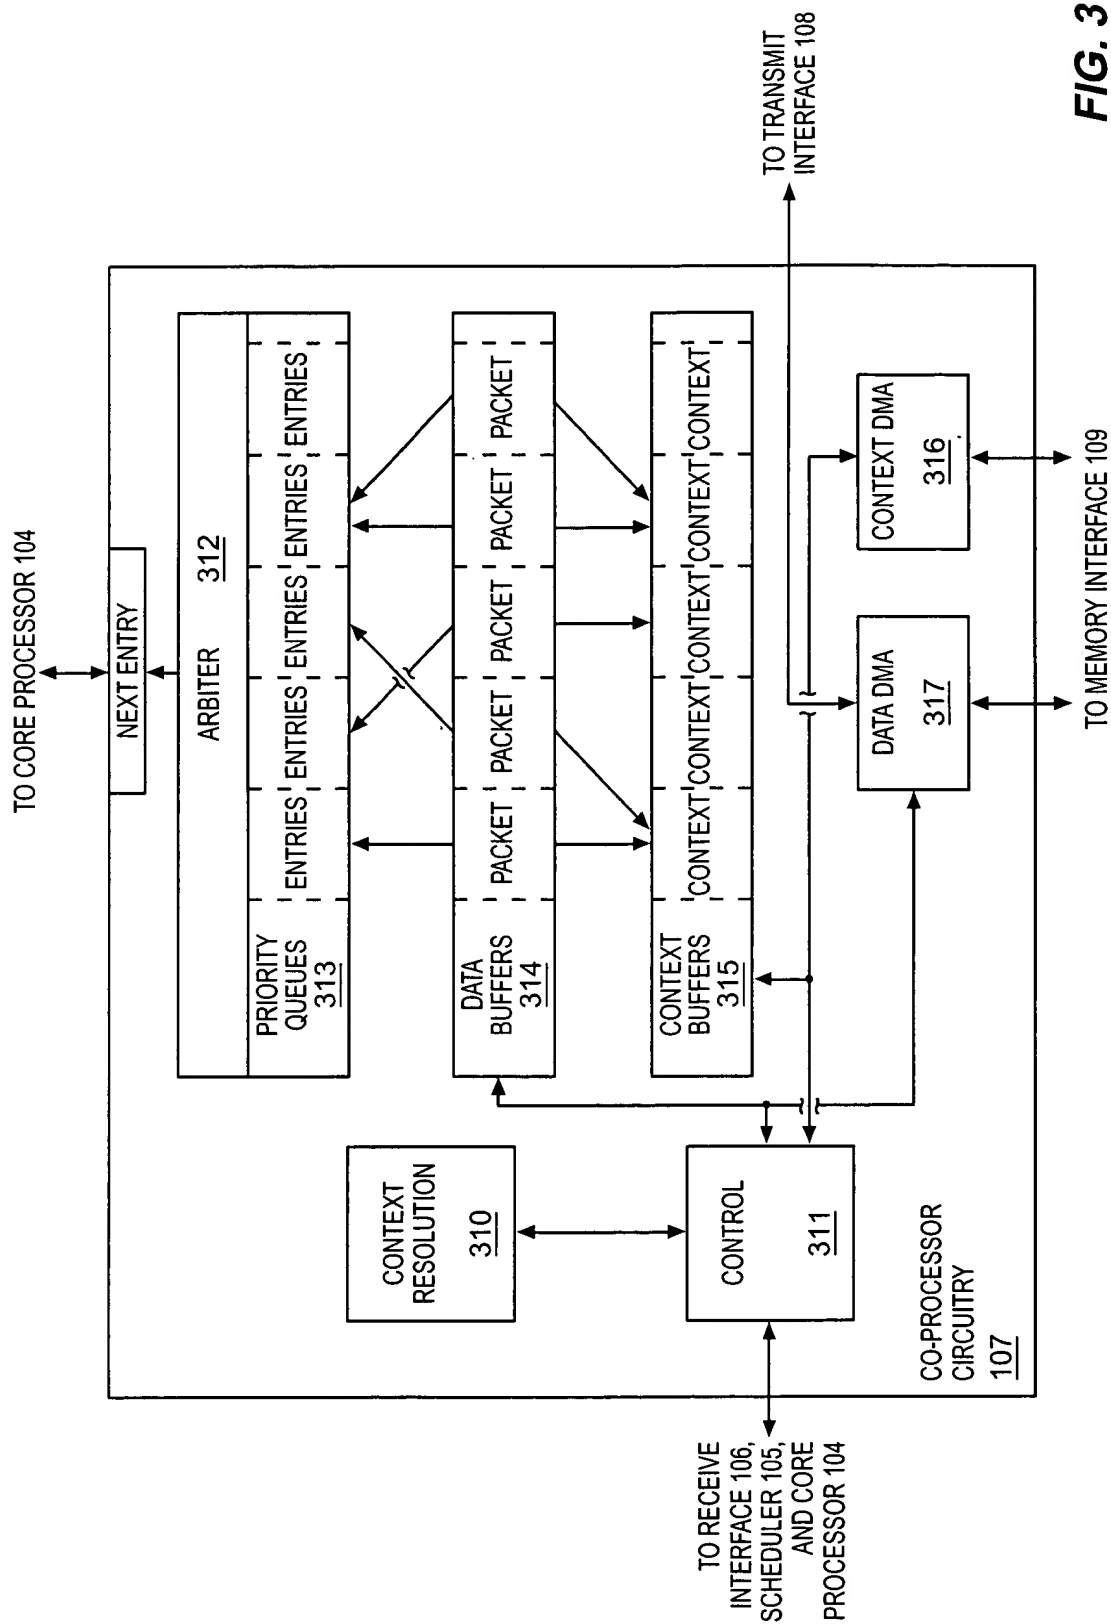 TO CORE PROCESSOR 104
NEXT ENTRY
ARBITER 312
PRIORITY
QUEUES
313
ENTRIES ENTRIES ENTRIES ENTRIES ENTRIES
DATA
BUFFERS
314
PACKET PACKET PACKET PACKET PACKET
CONTEXT
BUFFERS
315
CONTEXT CONTEXT CONTEXT CONTEXT CONTEXT
CONTEXT
RESOLUTION
310
CONTROL
311
DATA DMA
317
CONTEXT DMA
316
CO-PROCESSOR
CIRCUITRY
107
TO RECEIVE
INTERFACE 106,
SCHEDULER 105,
AND CORE
PROCESSOR 104
TO TRANSMIT
INTERFACE 108
TO MEMORY INTERFACE 109
FIG. 3